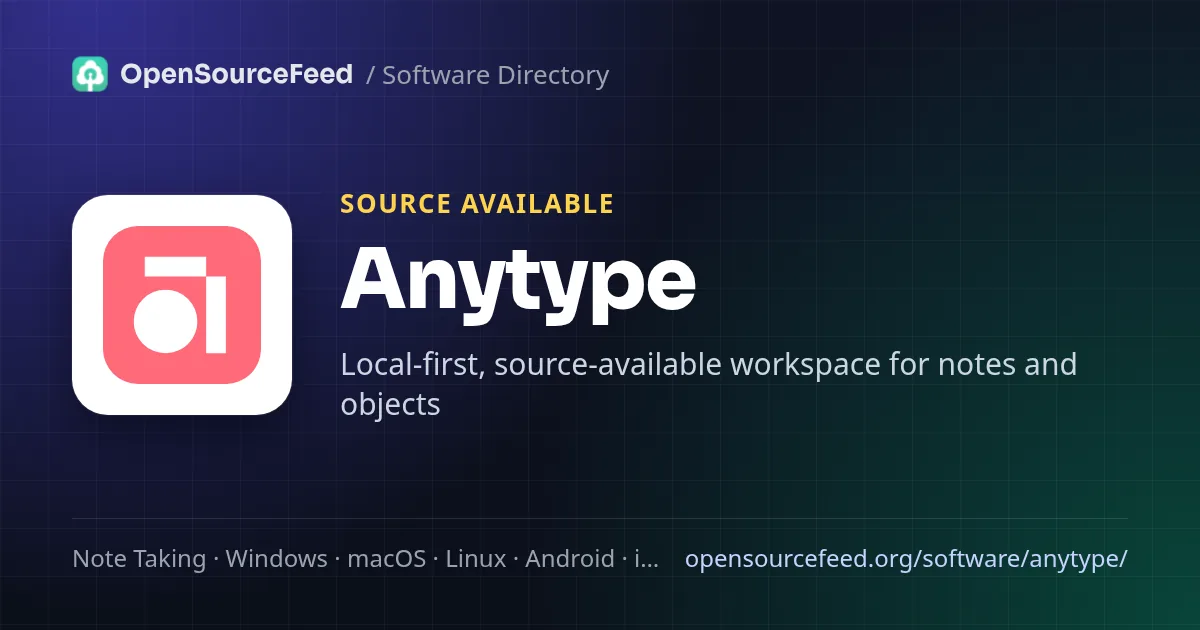 OpenSourceFeed / Software Directory
SOURCE AVAILABLE
Anytype
Local-first, source-available workspace for notes and
objects
Note Taking · Windows · macOS · Linux · Android · i...
opensourcefeed.org/software/anytype/